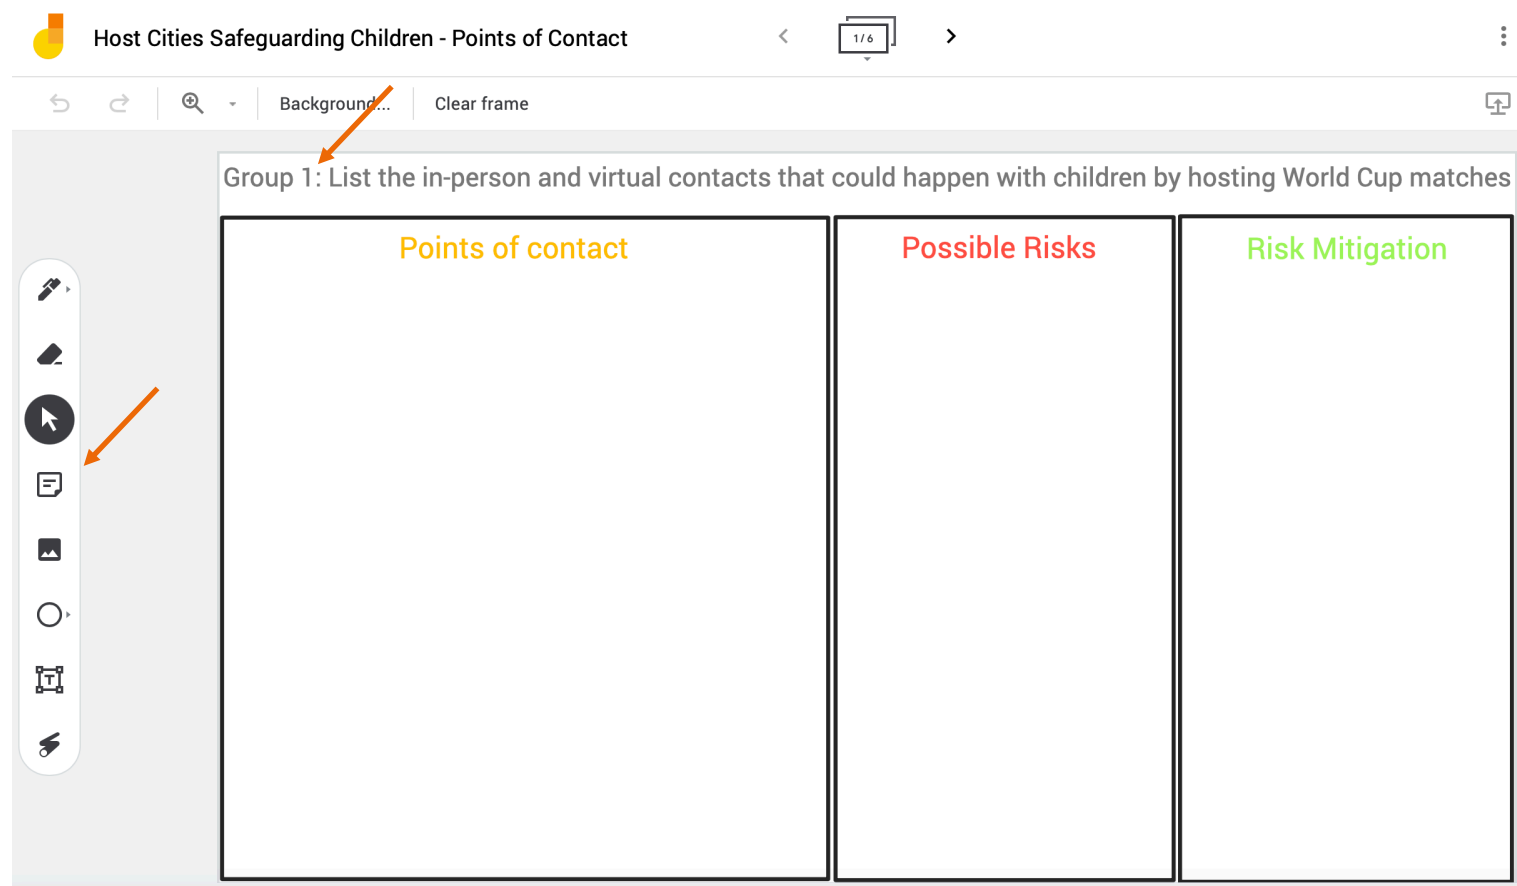 Host Cities Safeguarding Children - Points of Contact
1/6
Background...
Clear frame
Group 1: List the in-person and virtual contacts that could happen with children by hosting World Cup matches
Points of contact
Possible Risks
Risk Mitigation
T